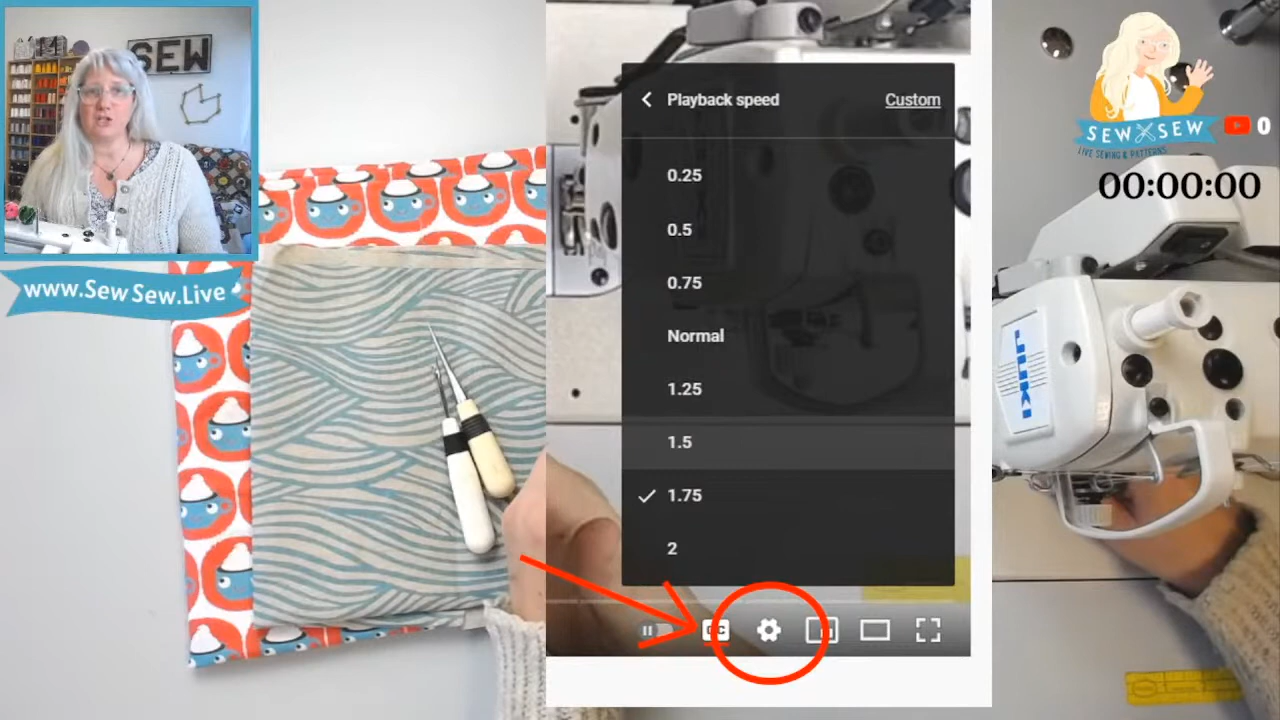 SEW
www.SewSew.Live
Playback speed
Custom
0.25
0.5
0.75
Normal
1.25
1.5
1.75
2
SEW SEW
LIVE SEWING & PATTERNS
0
00:00:00
JUKI